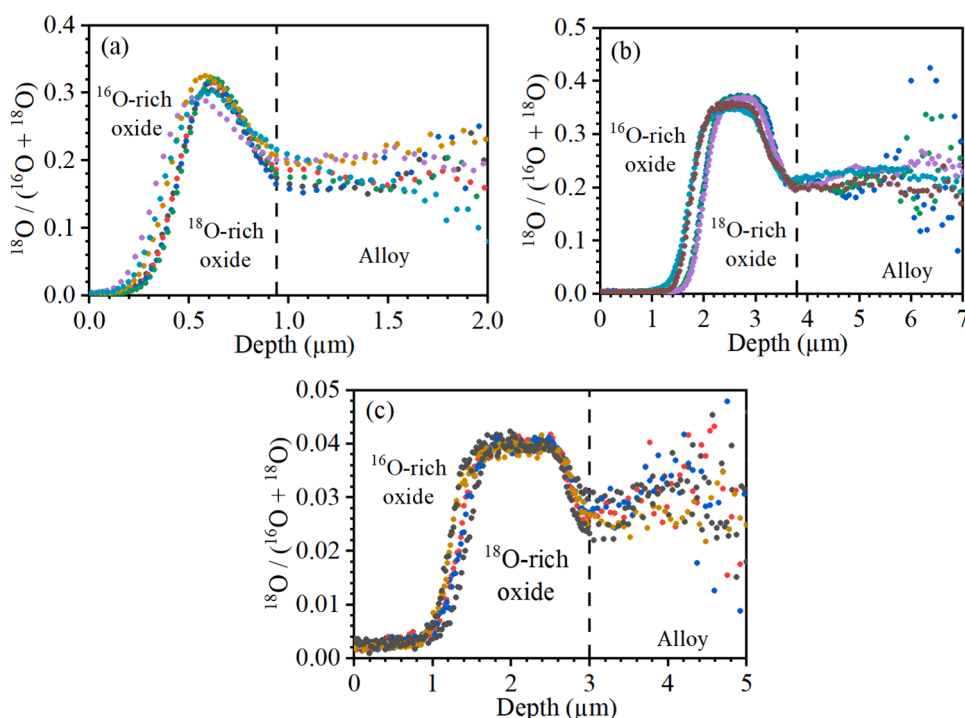 (a)
¹⁸O / (¹⁶O + ¹⁸O)
0.4
0.3
0.2
0.1
0.0
¹⁶O-rich
oxide
¹⁸O-rich
oxide
Alloy
0.0 0.5 1.0 1.5 2.0
Depth (µm)
(b)
¹⁸O / (¹⁶O + ¹⁸O)
0.5
0.4
0.3
0.2
0.1
0.0
¹⁶O-rich
oxide
¹⁸O-rich
oxide
Alloy
0 1 2 3 4 5 6 7
Depth (µm)
(c)
¹⁸O / (¹⁶O + ¹⁸O)
0.05
0.04
0.03
0.02
0.01
0.00
¹⁶O-rich
oxide
¹⁸O-rich
oxide
Alloy
0 1 2 3 4 5
Depth (µm)